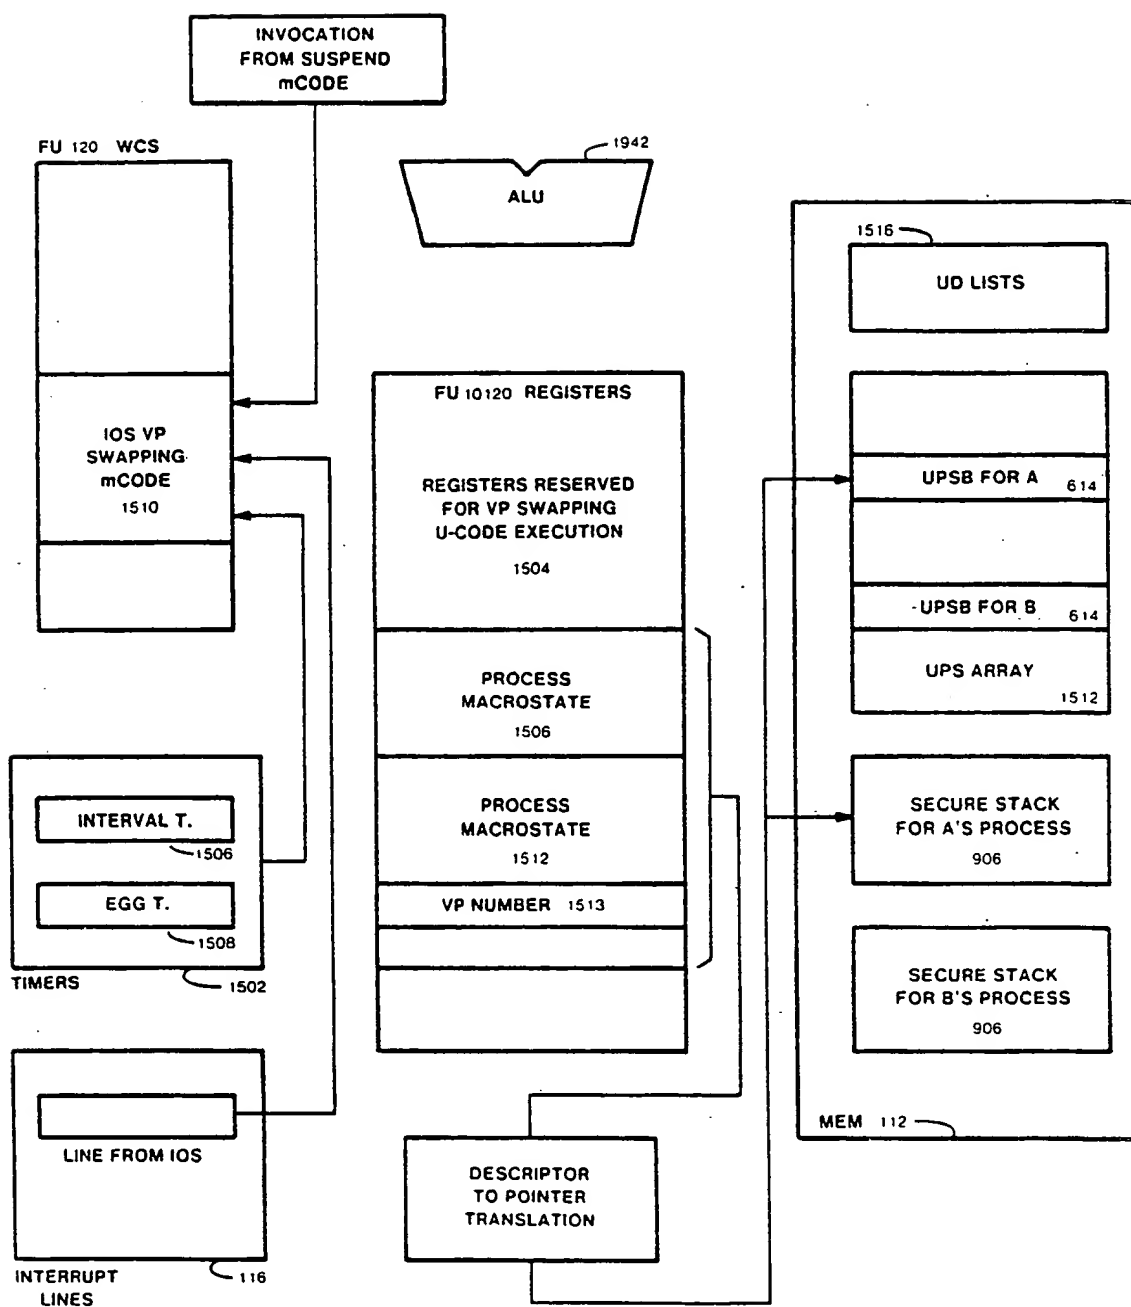 INVOCATION
FROM SUSPEND
mCODE
FU 120 WCS
IOS VP
SWAPPING
mCODE
1510
1942
ALU
FU 10120 REGISTERS
REGISTERS RESERVED
FOR VP SWAPPING
U-CODE EXECUTION
1504
PROCESS
MACROSTATE
1506
PROCESS
MACROSTATE
1512
VP NUMBER 1513
INTERVAL T.
1506
EGG T.
1508
TIMERS
1502
LINE FROM IOS
INTERRUPT
LINES
116
DESCRIPTOR
TO POINTER
TRANSLATION
1516
UD LISTS
UPSB FOR A
614
UPSB FOR B
614
UPS ARRAY
1512
SECURE STACK
FOR A'S PROCESS
906
SECURE STACK
FOR B'S PROCESS
906
MEM 112